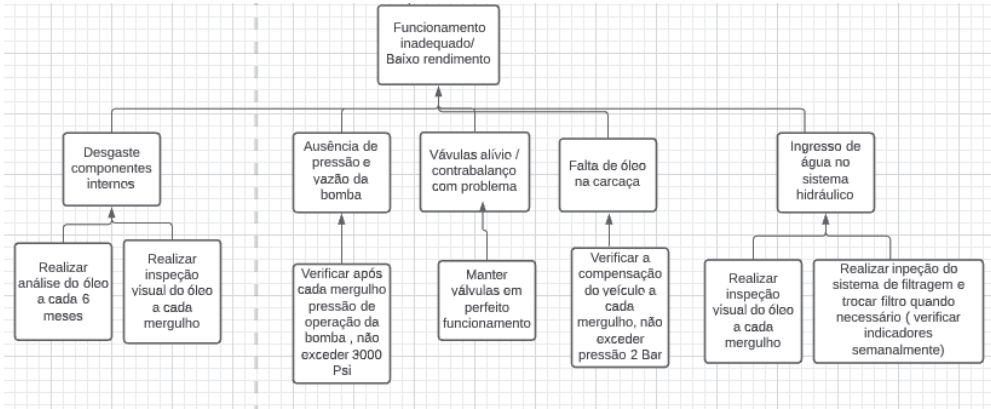 Funcionamento
inadequado/
Baixo rendimento
Desgaste
componentes
internos
Ausência de
pressão e
vazão da
bomba
Vávulas alívio /
contrabalanço
com problema
Falta de óleo
na carcaça
Ingresso de
água no
sistema
hidráulico
Realizar
análise do óleo
a cada 6
meses
Realizar
inspeção
visual do óleo
a cada
mergulho
Verificar após
cada mergulho
pressão de
operação da
bomba , não
exceder 3000
Psi
Manter
válvulas em
perfeito
funcionamento
Verificar a
compensação
do veículo a
cada
mergulho, não
exceder
pressão 2 Bar
Realizar
inspeção
visual do óleo
a cada
mergulho
Realizar inpeção do
sistema de filtragem e
trocar filtro quando
necessário ( verificar
indicadores
semanalmente)